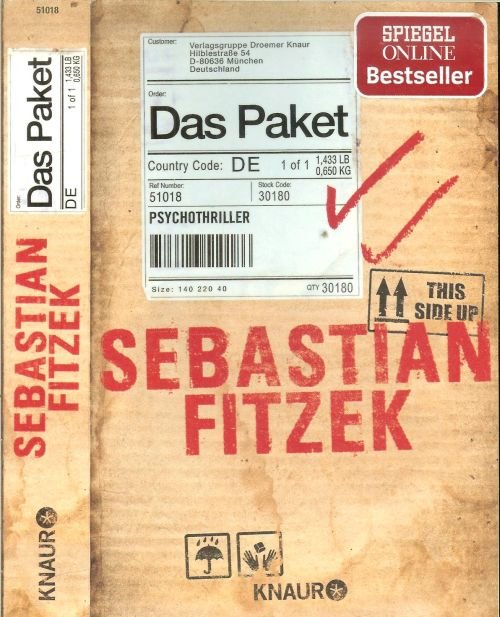 51018
Order:
Das Paket
DE
1 of 1
1,433 LB
0,650 KG
SEBASTIAN
FITZEK
KNAUR
Customer:
Verlagsgruppe Droemer Knaur
Hilblestraße 54
D-80636 München
Deutschland
SPIEGEL
ONLINE
Bestseller
Order:
Das Paket
Country Code: DE 1 of 1 1,433 LB
0,650 KG
Ref Number: Stock Code:
51018 30180
PSYCHOTHRILLER
Size: 140 220 40 QTY 30180
THIS
SIDE UP
SEBASTIAN
FITZEK
KNAUR